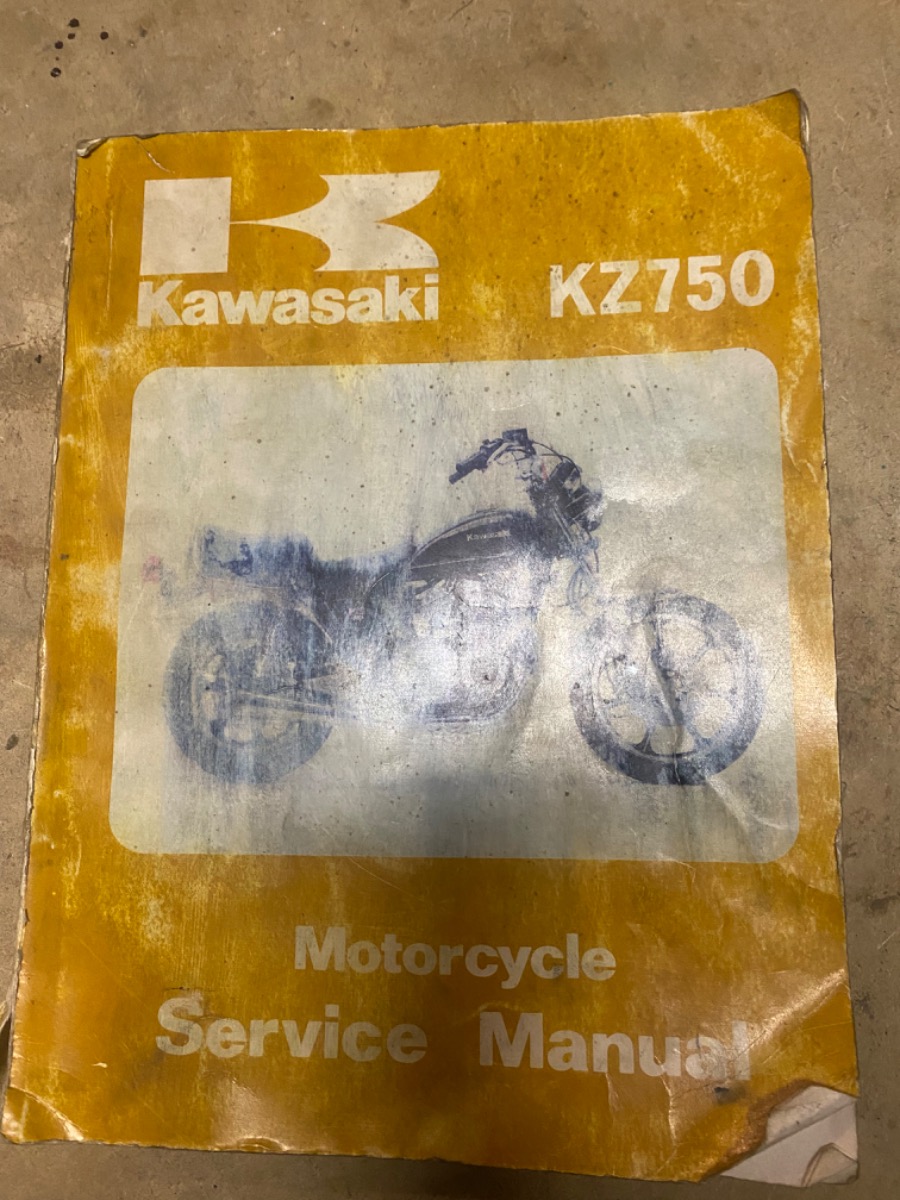 Kawasaki
KZ750
Kawasaki
Motorcycle
Service Manual